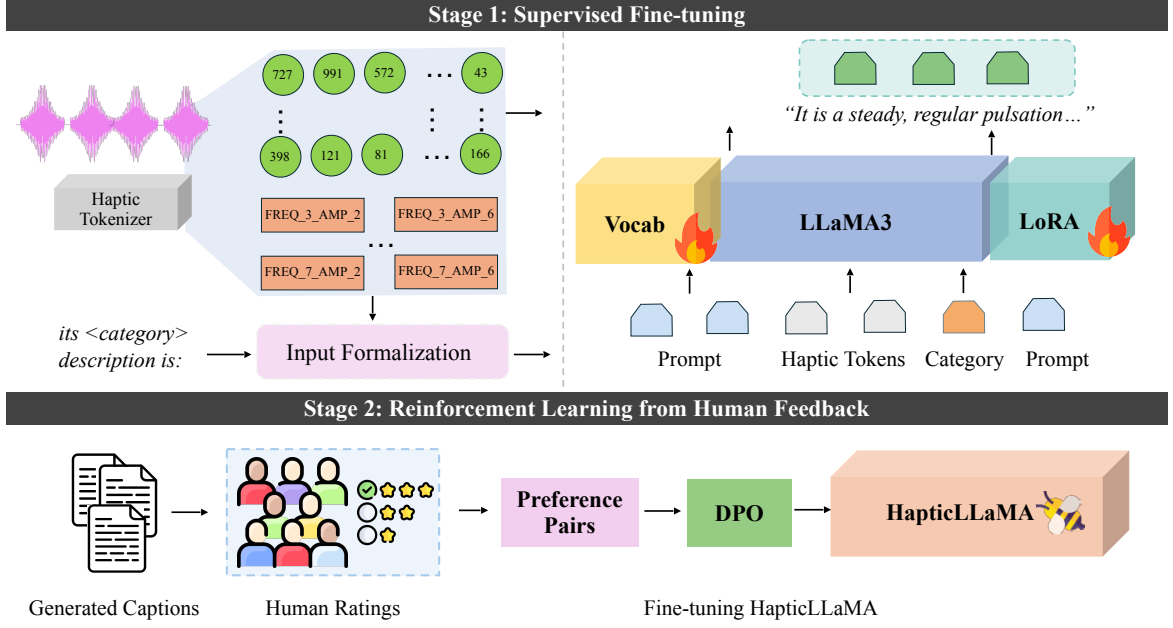 Stage 1: Supervised Fine-tuning
727 991 572 ... 43
398 121 81 ... 166
Haptic
Tokenizer
FREQ_3_AMP_2 FREQ_3_AMP_6
...
FREQ_7_AMP_2 FREQ_7_AMP_6
its <category>
description is:
Input Formalization
“It is a steady, regular pulsation…”
Vocab LLaMA3 LoRA
Prompt Haptic Tokens Category Prompt
Stage 2: Reinforcement Learning from Human Feedback
Preference
Pairs
DPO
HapticLLaMA
Generated Captions Human Ratings Fine-tuning HapticLLaMA